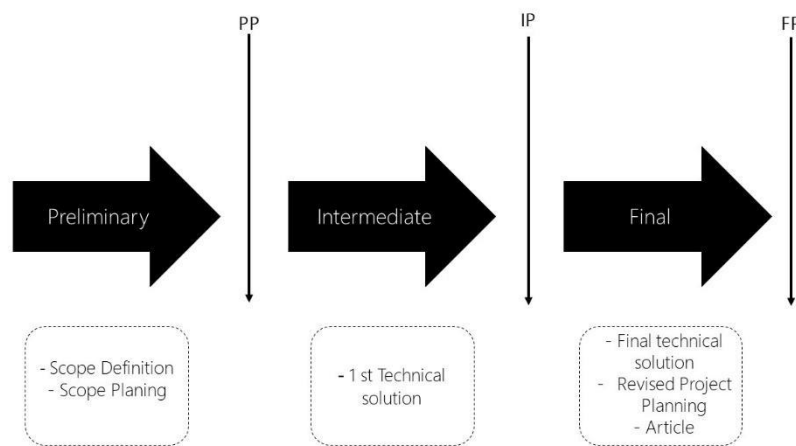 PP
IP
FP
Preliminary
Intermediate
Final
- Scope Definition
- Scope Planing
- 1 st Technical
solution
- Final technical
solution
- Revised Project
Planning
- Article